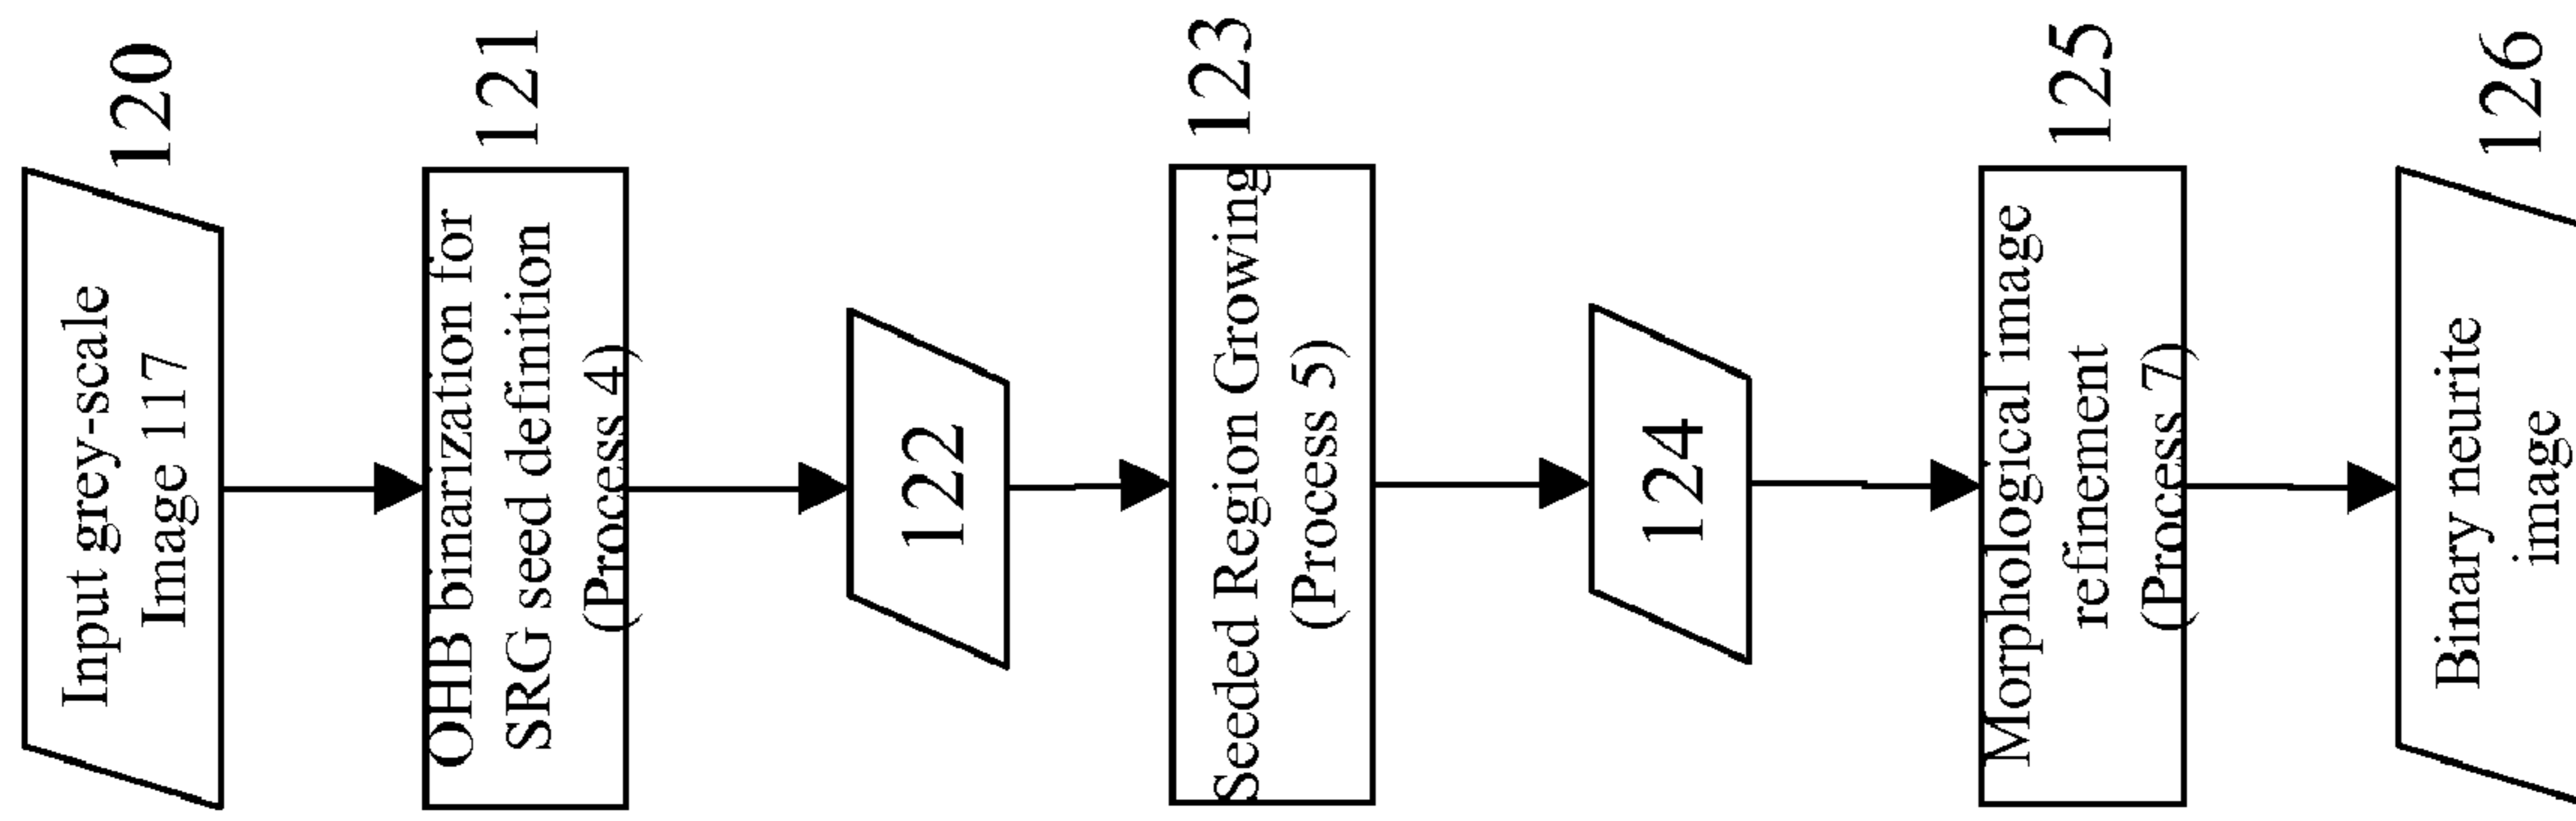 Input grey-scale
Image 117
120
OHB binarization for
SRG seed definition
(Process 4)
121
122
Seeded Region Growing
(Process 5)
123
124
Morphological image
refinement
(Process 7)
125
Binary neurite
image
126